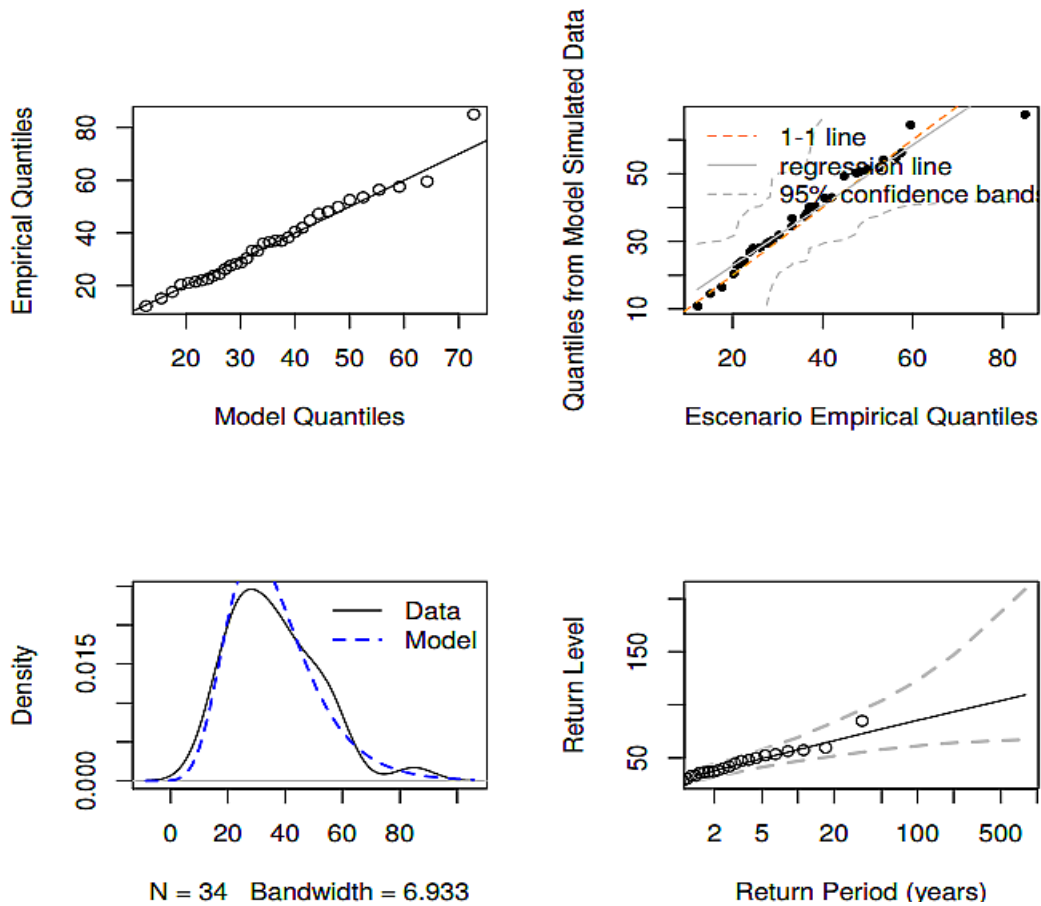 Empirical Quantiles
80
60
40
20
20 30 40 50 60 70
Model Quantiles
Quantiles from Model Simulated Data
50
30
10
1-1 line
regression line
95% confidence bands
20 40 60 80
Escenario Empirical Quantiles
Density
0.015
0.000
Data
Model
0 20 40 60 80
N = 34 Bandwidth = 6.933
Return Level
150
50
2 5 20 100 500
Return Period (years)